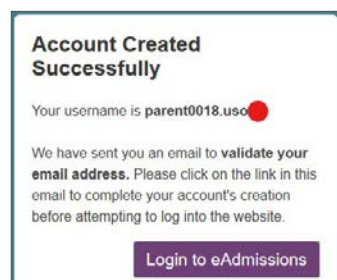 Account Created
Successfully
Your username is parent0018.uso
We have sent you an email to validate your
email address. Please click on the link in this
email to complete your account's creation
before attempting to log into the website.
Login to eAdmissions